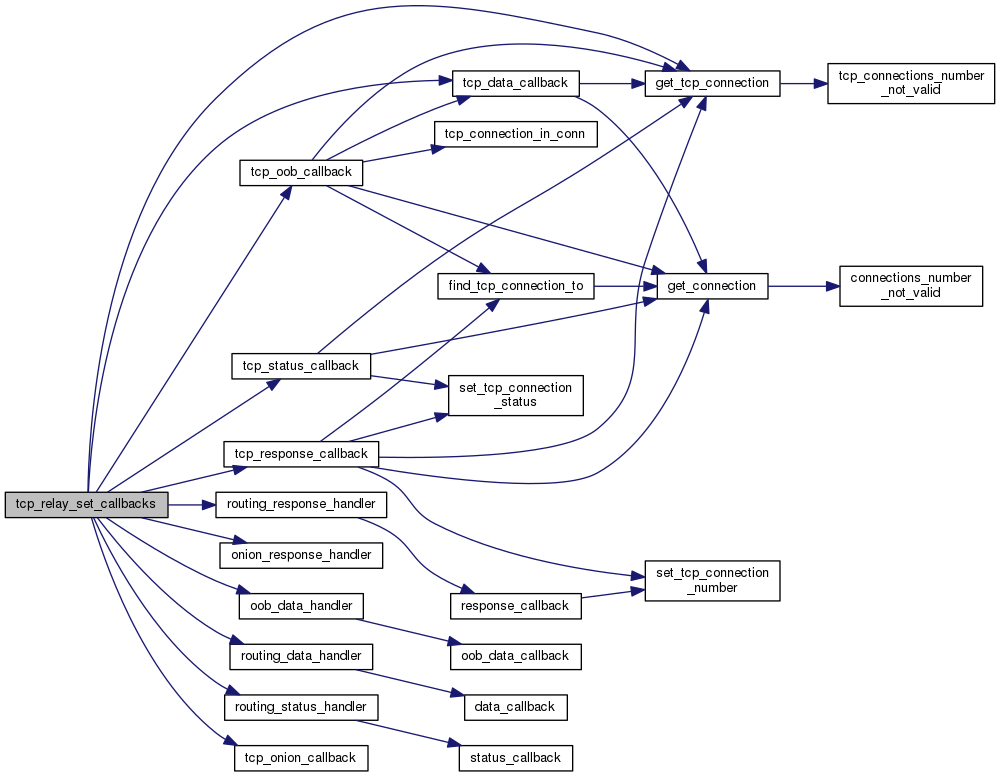 tcp_connections_number
_not_valid
tcp_data_callback
get_tcp_connection
tcp_connection_in_conn
tcp_oob_callback
find_tcp_connection_to
get_connection
connections_number
_not_valid
tcp_status_callback
set_tcp_connection
_status
tcp_response_callback
tcp_relay_set_callbacks
routing_response_handler
onion_response_handler
set_tcp_connection
_number
oob_data_handler
response_callback
routing_data_handler
oob_data_callback
routing_status_handler
data_callback
tcp_onion_callback
status_callback